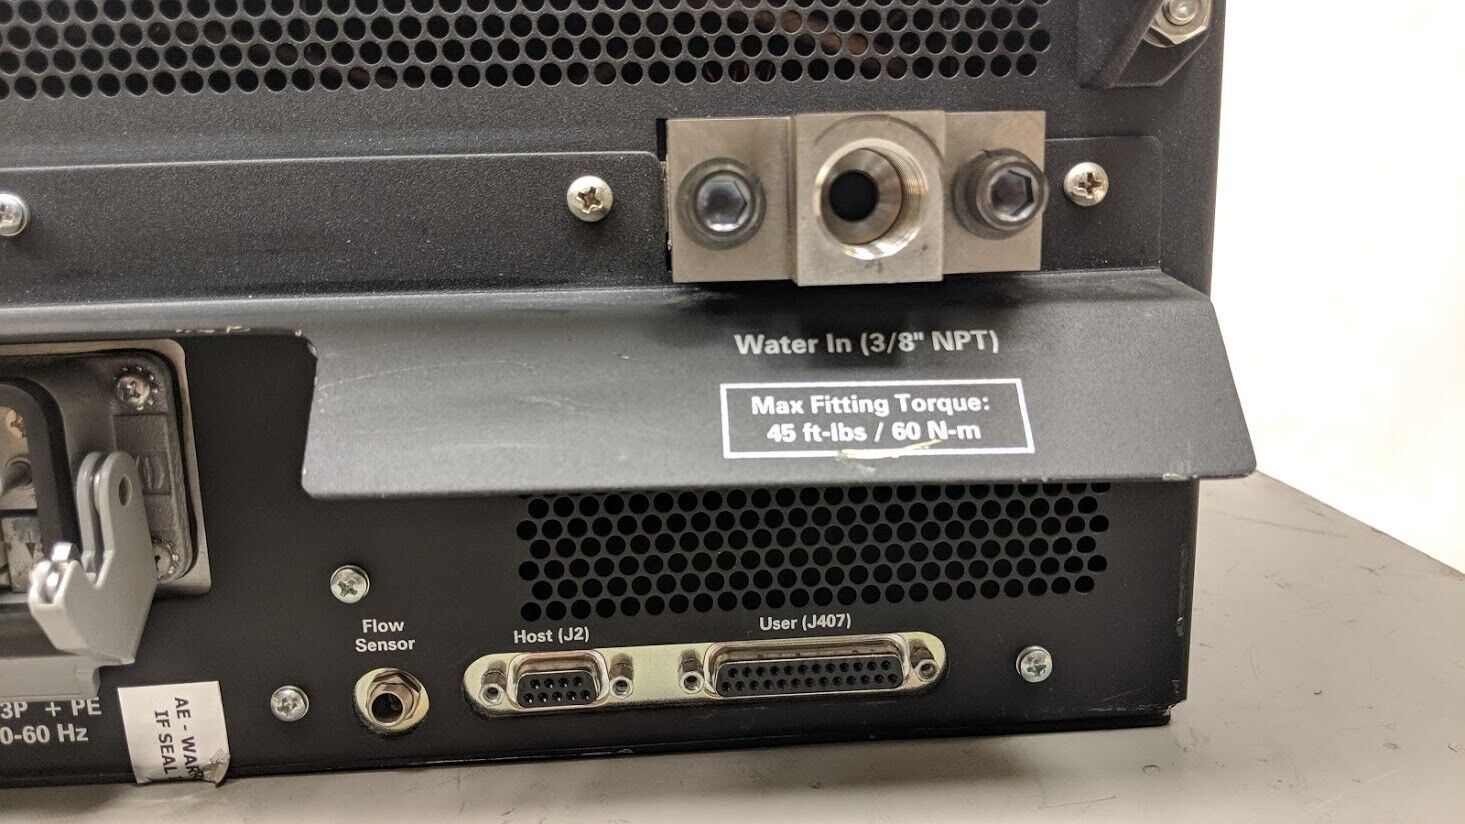 Water In (3/8" NPT)
Max Fitting Torque:
45 ft-lbs / 60 N-m
Flow
Sensor
Host (J2)
User (J407)
3P + PE
0-60 Hz
AE - WAR
IF SEAL